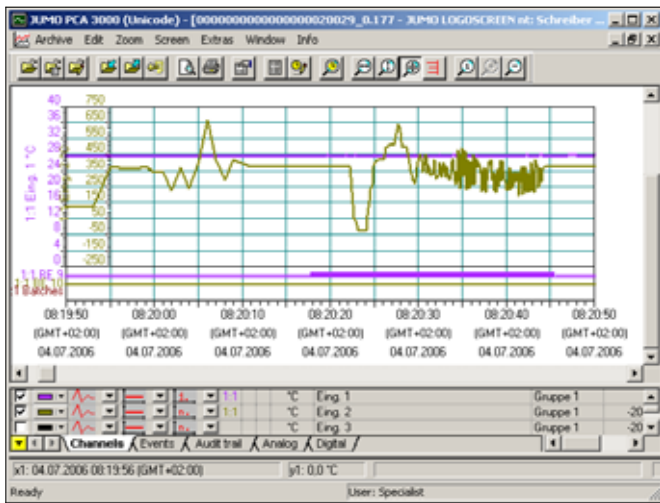 JUMO PCA 3000 (Unicode) - [0000000000000000020029_0.177 - JUMO LOGOSCREEN nt: Schreiber ...
Archive Edit Zoom Screen Extras Window Info
40 750
36 650
32 550
28 450
24 350
20 250
16 150
12 50
8 -50
4 -150
0 -250
1:1 Eing. 1 °C
1:1 BE 9
08:19:50 08:20:00 08:20:10 08:20:20 08:20:30 08:20:40 08:20:50
(GMT+02:00) (GMT+02:00) (GMT+02:00) (GMT+02:00) (GMT+02:00) (GMT+02:00) (GMT+02:00)
04.07.2006 04.07.2006 04.07.2006 04.07.2006 04.07.2006 04.07.2006 04.07.2006
1:1 °C Eing. 1 Gruppe 1
1:1 °C Eing. 2 Gruppe 1 -20
°C Eing. 3 Gruppe 1 -20
Channels Events Audit trail Analog Digital
x1: 04.07.2006 08:19:56 (GMT+02:00) y1: 0,0 °C
Ready User: Specialist